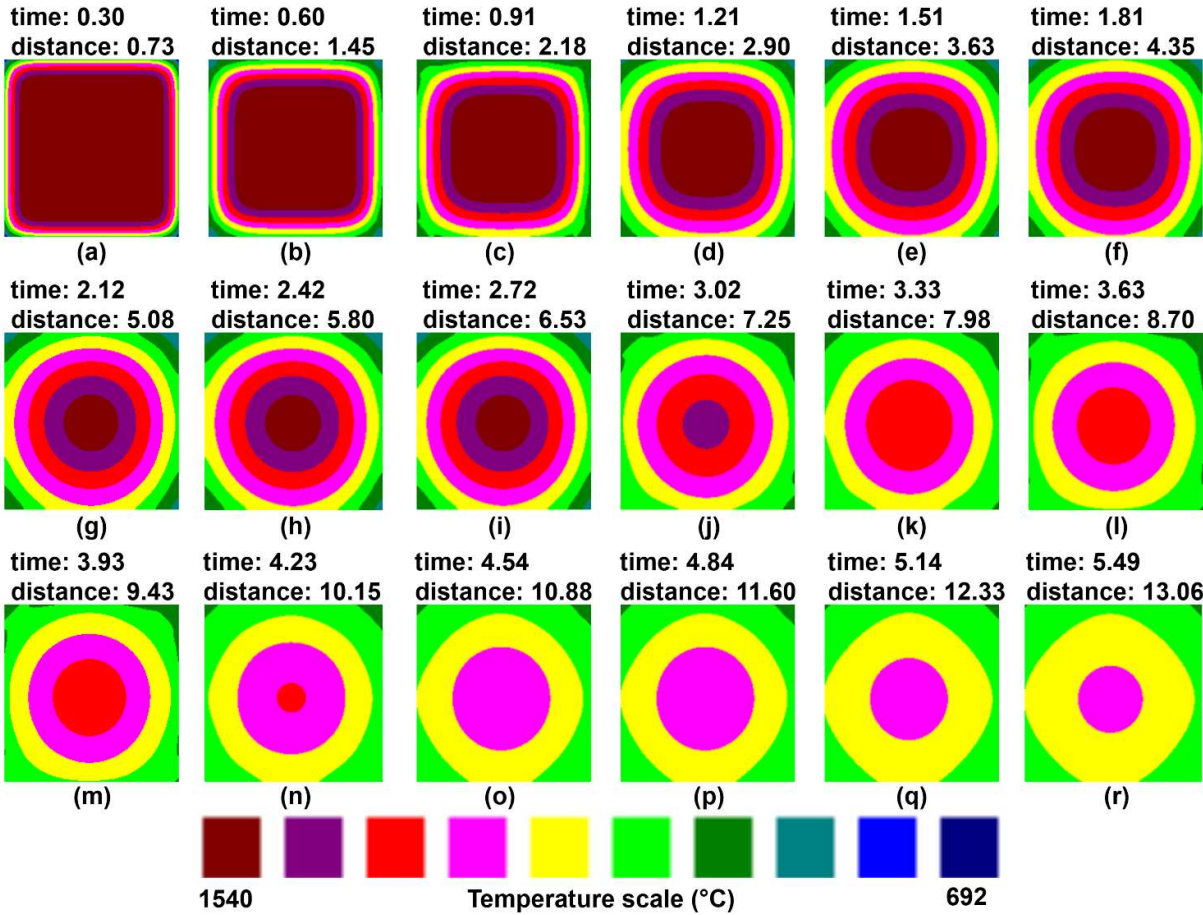 time: 0.30 time: 0.60 time: 0.91 time: 1.21 time: 1.51 time: 1.81
distance: 0.73 distance: 1.45 distance: 2.18 distance: 2.90 distance: 3.63 distance: 4.35
(a) (b) (c) (d) (e) (f)
time: 2.12 time: 2.42 time: 2.72 time: 3.02 time: 3.33 time: 3.63
distance: 5.08 distance: 5.80 distance: 6.53 distance: 7.25 distance: 7.98 distance: 8.70
(g) (h) (i) (j) (k) (l)
time: 3.93 time: 4.23 time: 4.54 time: 4.84 time: 5.14 time: 5.49
distance: 9.43 distance: 10.15 distance: 10.88 distance: 11.60 distance: 12.33 distance: 13.06
(m) (n) (o) (p) (q) (r)
1540 Temperature scale (°C) 692